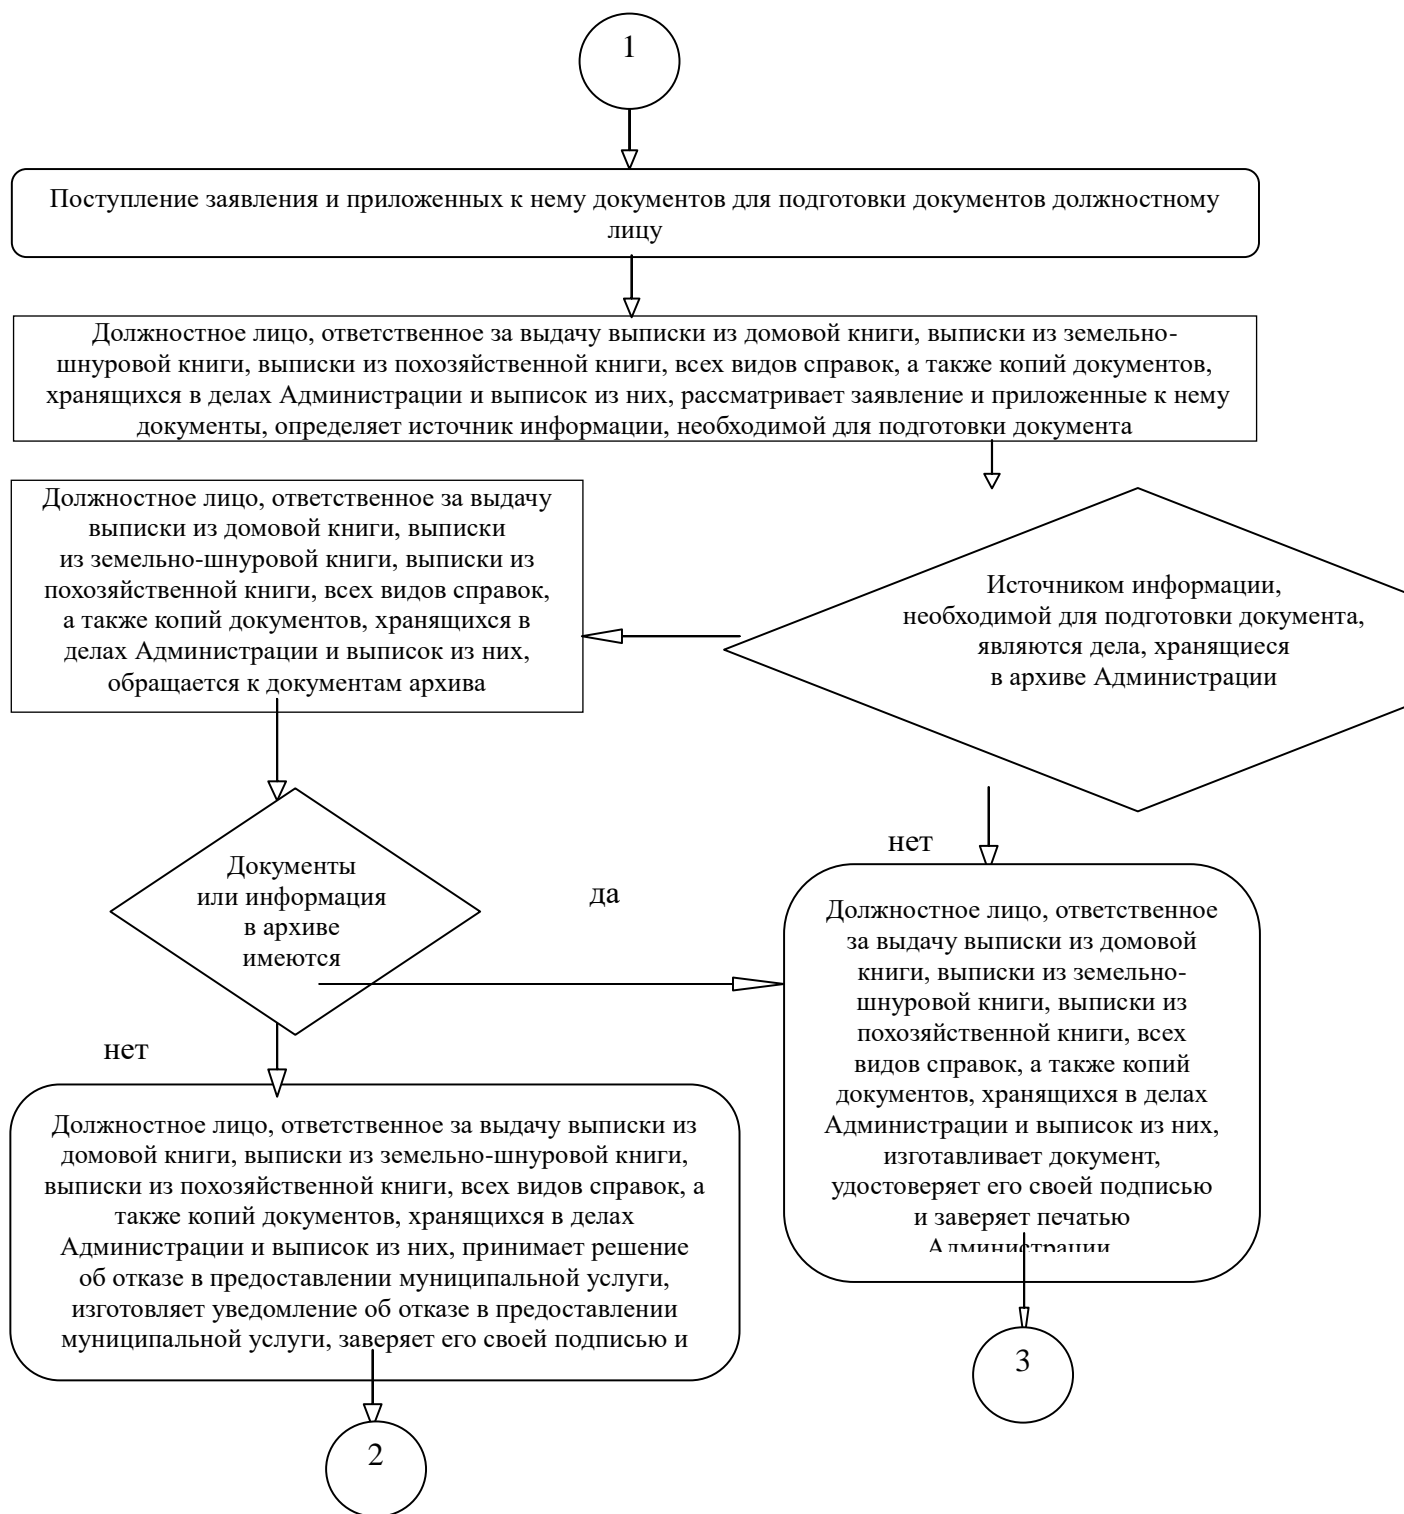 1
Поступление заявления и приложенных к нему документов для подготовки документов должностному
лицу
Должностное лицо, ответственное за выдачу выписки из домовой книги, выписки из земельно-
шнуровой книги, выписки из похозяйственной книги, всех видов справок, а также копий документов,
хранящихся в делах Администрации и выписок из них, рассматривает заявление и приложенные к нему
документы, определяет источник информации, необходимой для подготовки документа
Должностное лицо, ответственное за выдачу
выписки из домовой книги, выписки
из земельно-шнуровой книги, выписки из
похозяйственной книги, всех видов справок,
а также копий документов, хранящихся в
делах Администрации и выписок из них,
обращается к документам архива
Источником информации,
необходимой для подготовки документа,
являются дела, хранящиеся
в архиве Администрации
нет
Документы
или информация
в архиве
имеются
да
нет
Должностное лицо, ответственное
за выдачу выписки из домовой
книги, выписки из земельно-
шнуровой книги, выписки из
похозяйственной книги, всех
видов справок, а также копий
документов, хранящихся в делах
Администрации и выписок из них,
изготавливает документ,
удостоверяет его своей подписью
и заверяет печатью
Администрации
Должностное лицо, ответственное за выдачу выписки из
домовой книги, выписки из земельно-шнуровой книги,
выписки из похозяйственной книги, всех видов справок, а
также копий документов, хранящихся в делах
Администрации и выписок из них, принимает решение
об отказе в предоставлении муниципальной услуги,
изготовляет уведомление об отказе в предоставлении
муниципальной услуги, заверяет его своей подписью и
3
2